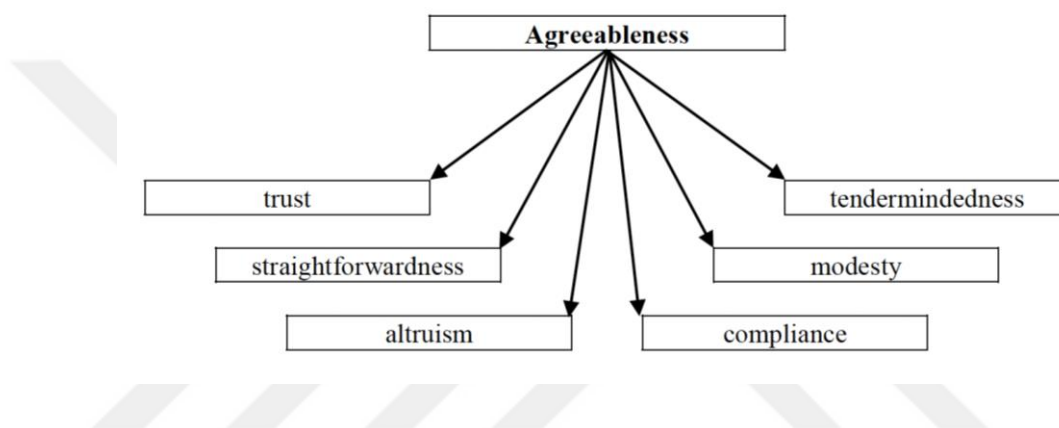 Agreeableness
trust
tendermindedness
straightforwardness
modesty
altruism
compliance